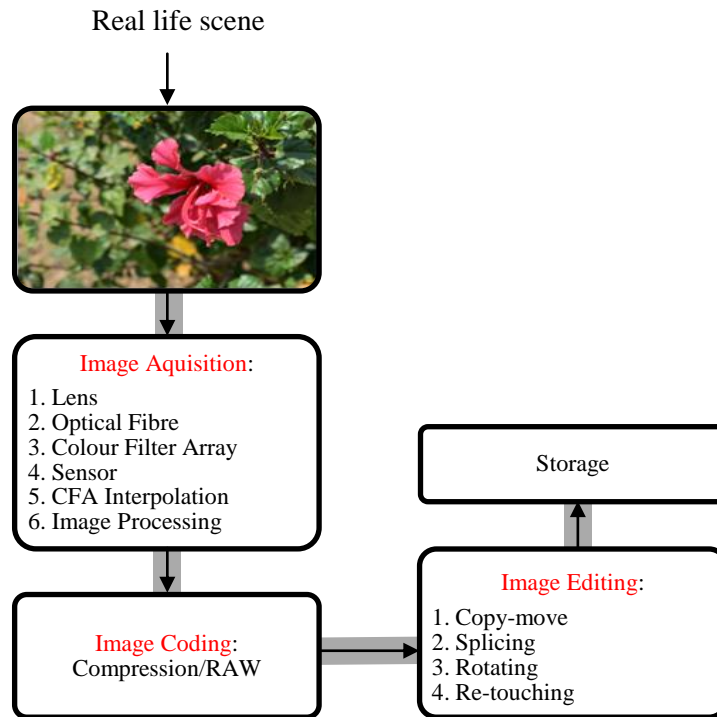 Real life scene
Image Aquisition:
1. Lens
2. Optical Fibre
3. Colour Filter Array
4. Sensor
5. CFA Interpolation
6. Image Processing
Image Coding:
Compression/RAW
Image Editing:
1. Copy-move
2. Splicing
3. Rotating
4. Re-touching
Storage